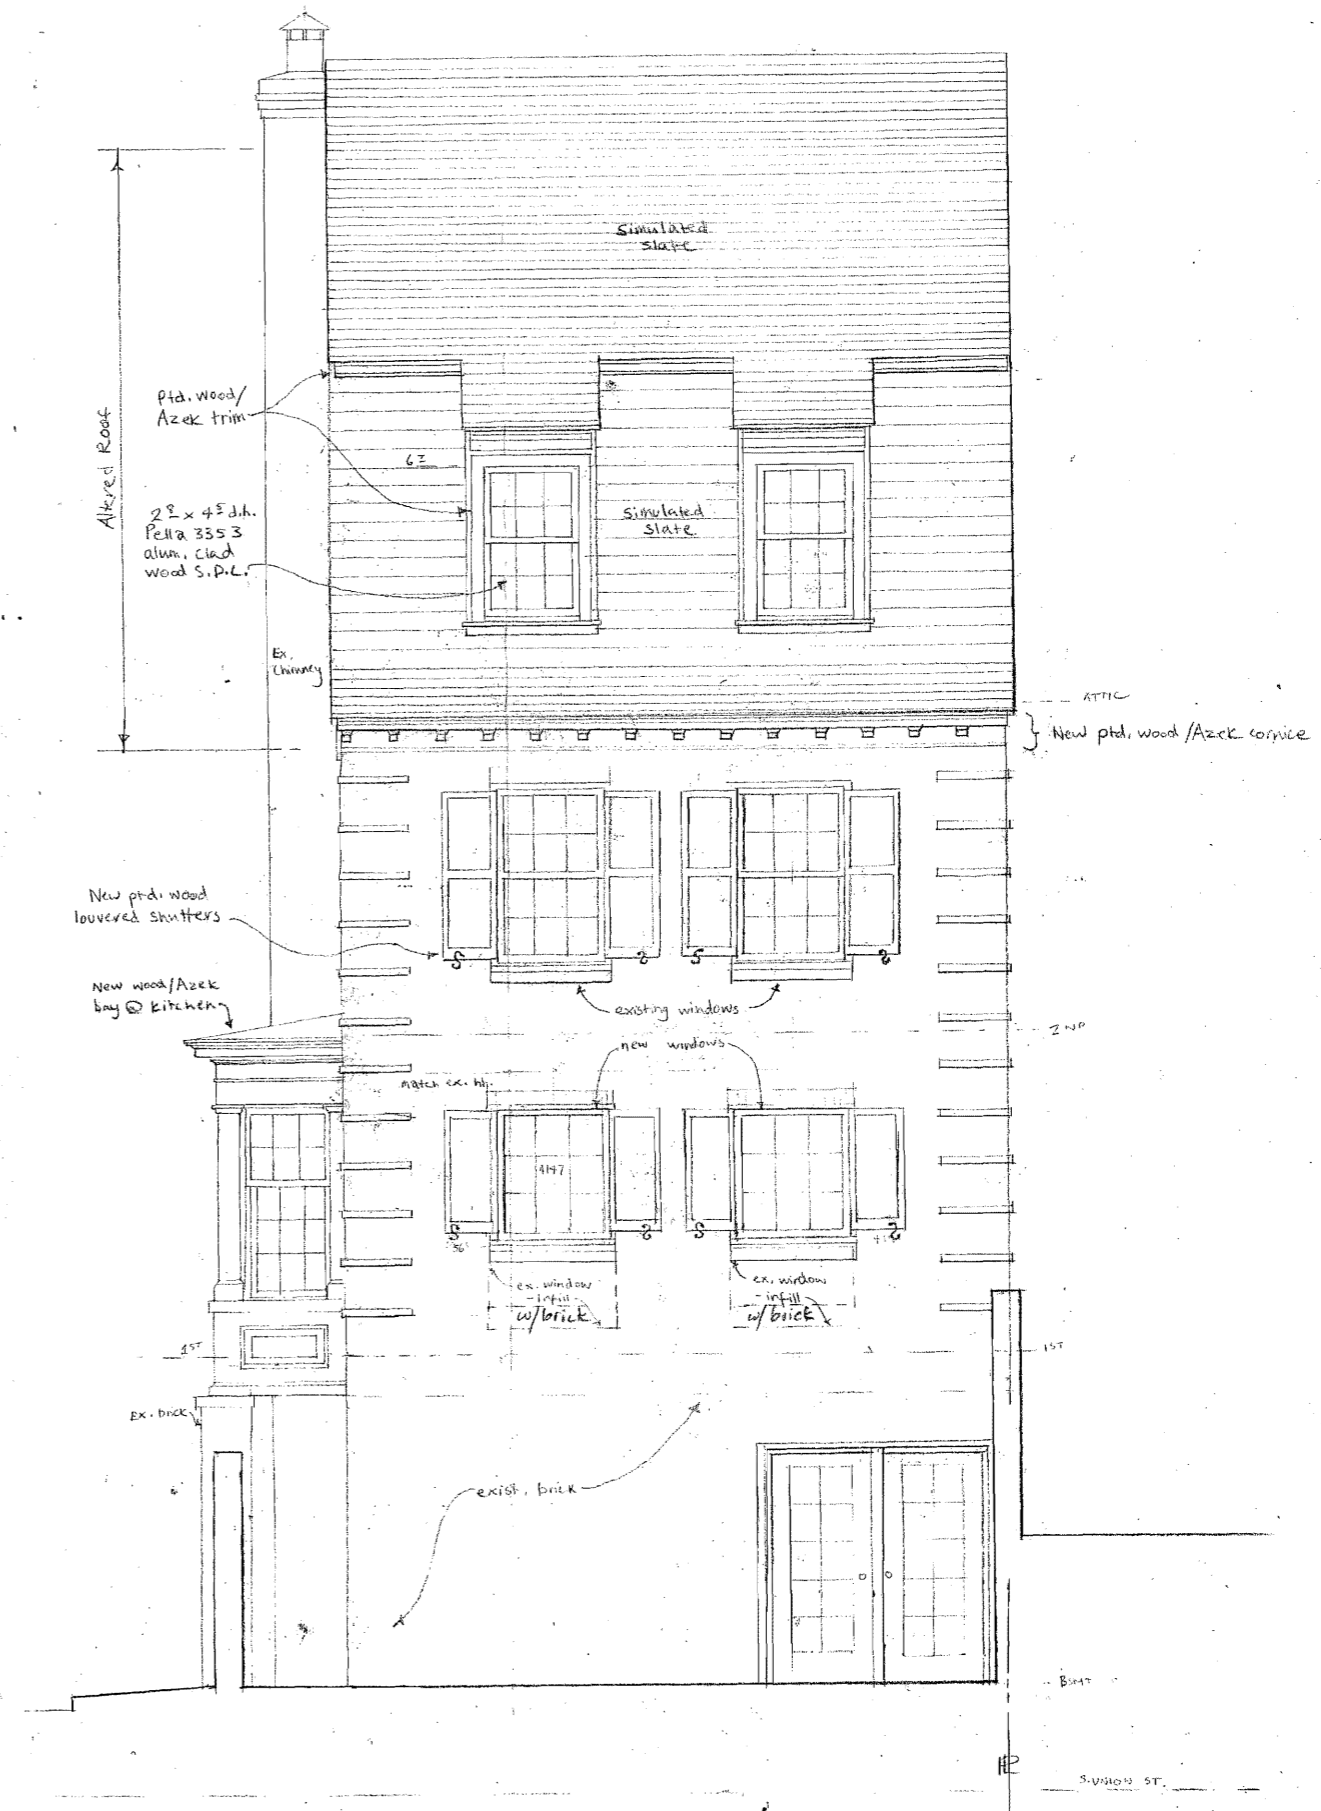 simulated
slate
Ptd. wood/
Azek trim
6
Altered Roof
simulated
slate
2 8 x 4 5 d.h.
Pella 3353
alum. clad
wood S.D.L.
Ex.
Chimney
ATTIC
New ptd. wood/Azek cornice
New ptd. wood
louvered shutters
New wood/Azek
bay @ kitchen
existing windows
2ND
new windows
match ex. hh.
4147
ex. window
infill
w/brick
ex. window
infill
w/brick
1ST
1ST
Ex. brick
exist. brick
BSMT
S. UNION ST.